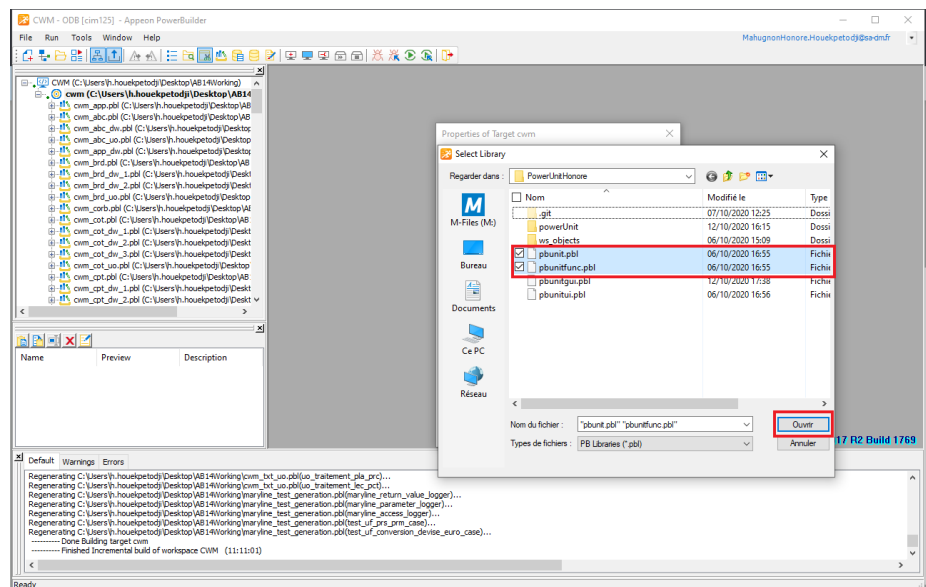 CWM - ODB [cim125] - Appeon PowerBuilder
File Run Tools Window Help
MahugnonHonore.Houekpetodji@sa-dm.fr
CWM (C:\Users\h.houekpetodji\Desktop\AB14Working)
cwm (C:\Users\h.houekpetodji\Desktop\AB14
cwm_app.pbl (C:\Users\h.houekpetodji\Desktop\AB
cwm_abc.pbl (C:\Users\h.houekpetodji\Desktop\AB
cwm_abc_dw.pbl (C:\Users\h.houekpetodji\Desktop
cwm_abc_uo.pbl (C:\Users\h.houekpetodji\Desktop
cwm_app_dw.pbl (C:\Users\h.houekpetodji\Desktop
cwm_brd.pbl (C:\Users\h.houekpetodji\Desktop\AB
cwm_brd_dw_1.pbl (C:\Users\h.houekpetodji\Deskt
cwm_brd_dw_2.pbl (C:\Users\h.houekpetodji\Deskt
cwm_brd_uo.pbl (C:\Users\h.houekpetodji\Desktop
cwm_corb.pbl (C:\Users\h.houekpetodji\Desktop\AB
cwm_cot.pbl (C:\Users\h.houekpetodji\Desktop\AB
cwm_cot_dw_1.pbl (C:\Users\h.houekpetodji\Deskt
cwm_cot_dw_2.pbl (C:\Users\h.houekpetodji\Deskt
cwm_cot_dw_3.pbl (C:\Users\h.houekpetodji\Deskt
cwm_cot_uo.pbl (C:\Users\h.houekpetodji\Desktop
cwm_cpt.pbl (C:\Users\h.houekpetodji\Desktop\AB
cwm_cpt_dw_1.pbl (C:\Users\h.houekpetodji\Deskt
cwm_cpt_dw_2.pbl (C:\Users\h.houekpetodji\Deskt
Name Preview Description
Properties of Target cwm
Select Library
Regarder dans : PowerUnitHonore
M-Files (M:)
Bureau
Documents
Ce PC
Réseau
Nom Modifié le Type
.git 07/10/2020 12:25 Dossi
powerUnit 12/10/2020 16:15 Dossi
ws_objects 06/10/2020 15:09 Dossi
pbunit.pbl 06/10/2020 16:55 Fichie
pbunitfunc.pbl 06/10/2020 16:55 Fichie
pbunitgui.pbl 12/10/2020 17:38 Fichie
pbunitui.pbl 06/10/2020 16:56 Fichie
Nom du fichier : "pbunit.pbl" "pbunitfunc.pbl" Ouvrir
Types de fichiers : PB Libraries (*.pbl) Annuler
17 R2 Build 1769
Default Warnings Errors
Regenerating C:\Users\h.houekpetodji\Desktop\AB14Working\cwm_txt_uo.pbl(uo_traitement_pla_prc)...
Regenerating C:\Users\h.houekpetodji\Desktop\AB14Working\cwm_txt_uo.pbl(uo_traitement_lec_pct)...
Regenerating C:\Users\h.houekpetodji\Desktop\AB14Working\maryline_test_generation.pbl(maryline_return_value_logger)...
Regenerating C:\Users\h.houekpetodji\Desktop\AB14Working\maryline_test_generation.pbl(maryline_parameter_logger)...
Regenerating C:\Users\h.houekpetodji\Desktop\AB14Working\maryline_test_generation.pbl(maryline_access_logger)...
Regenerating C:\Users\h.houekpetodji\Desktop\AB14Working\maryline_test_generation.pbl(test_uf_prs_prm_case)...
Regenerating C:\Users\h.houekpetodji\Desktop\AB14Working\maryline_test_generation.pbl(test_uf_conversion_devise_euro_case)...
---------- Done Building target cwm
---------- Finished Incremental build of workspace CWM (11:11:01)
Ready